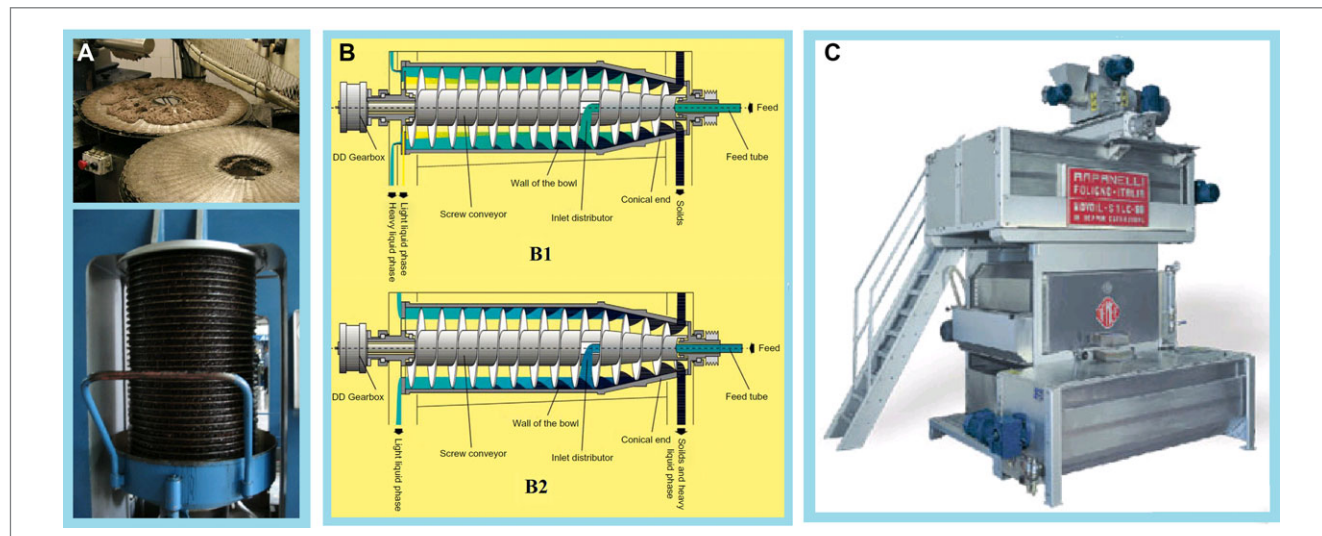 A
B
Feed
DD Gearbox
Feed tube
Wall of the bowl
Screw conveyor
Inlet distributor
Conical end
Light liquid phase
Heavy liquid phase
Soilds
B1
Feed
DD Gearbox
Feed tube
Wall of the bowl
Screw conveyor
Inlet distributor
Conical end
Light liquid phase
Soilds and heavy
liquid phase
B2
C
RAPANELLI
FOLIGNO - ITALIA